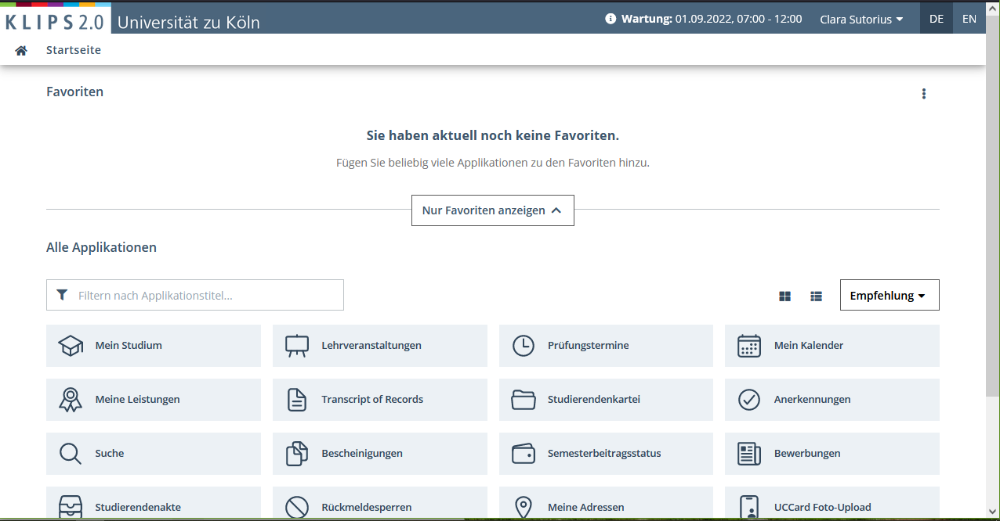 KLIPS 2.0 Universität zu Köln Wartung: 01.09.2022, 07:00 - 12:00 Clara Sutorius DE EN
Startseite
Favoriten
Sie haben aktuell noch keine Favoriten.
Fügen Sie beliebig viele Applikationen zu den Favoriten hinzu.
Nur Favoriten anzeigen
Alle Applikationen
Filtern nach Applikationstitel... Empfehlung
Mein Studium Lehrveranstaltungen Prüfungstermine Mein Kalender
Meine Leistungen Transcript of Records Studierendenkartei Anerkennungen
Suche Bescheinigungen Semesterbeitragsstatus Bewerbungen
Studierendenakte Rückmeldesperren Meine Adressen UCCard Foto-Upload